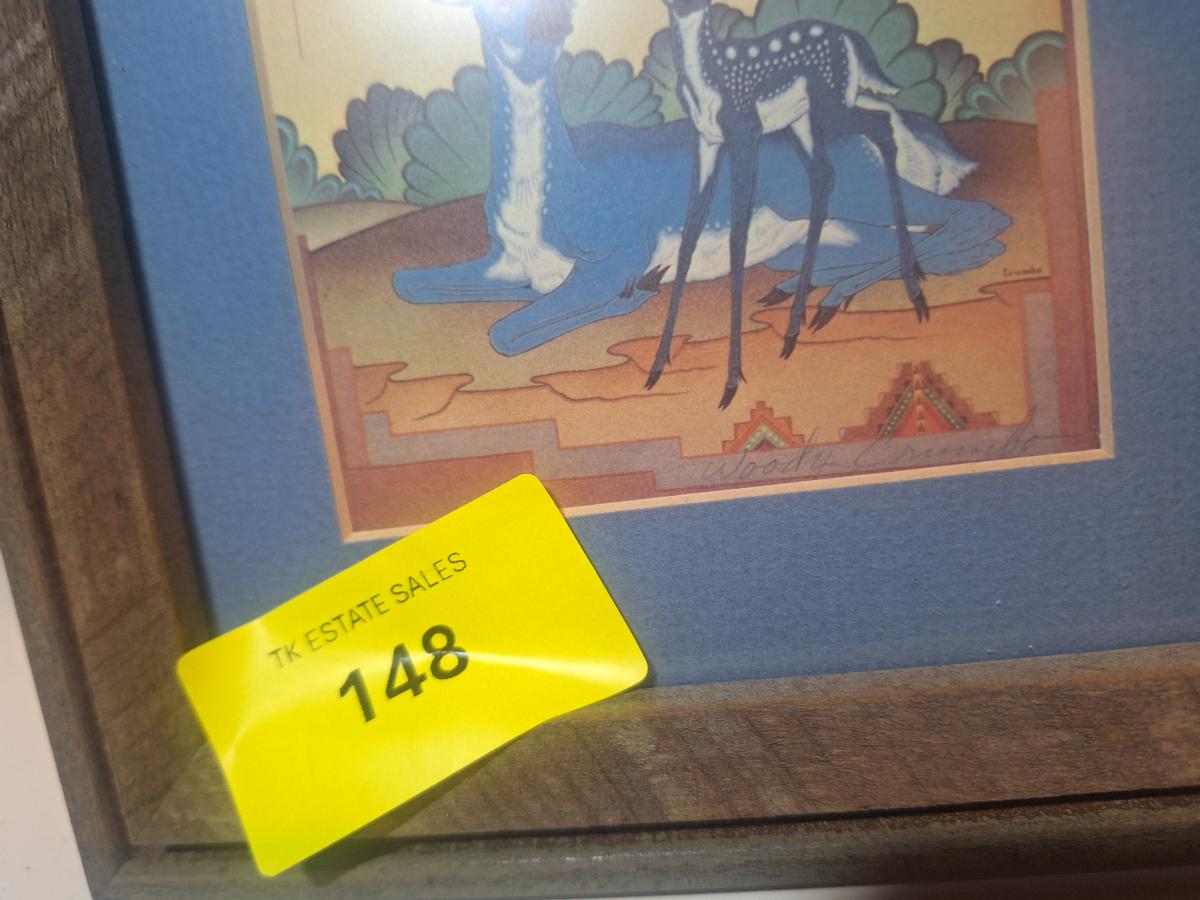 Crumbo
Woody Crumbo
TK ESTATE SALES
148